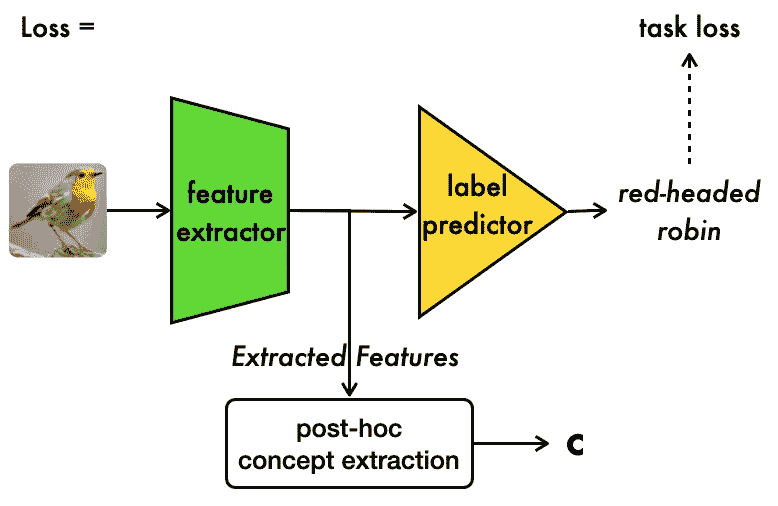 Loss =
task loss
feature
extractor
label
predictor
red-headed
robin
Extracted Features
post-hoc
concept extraction
c